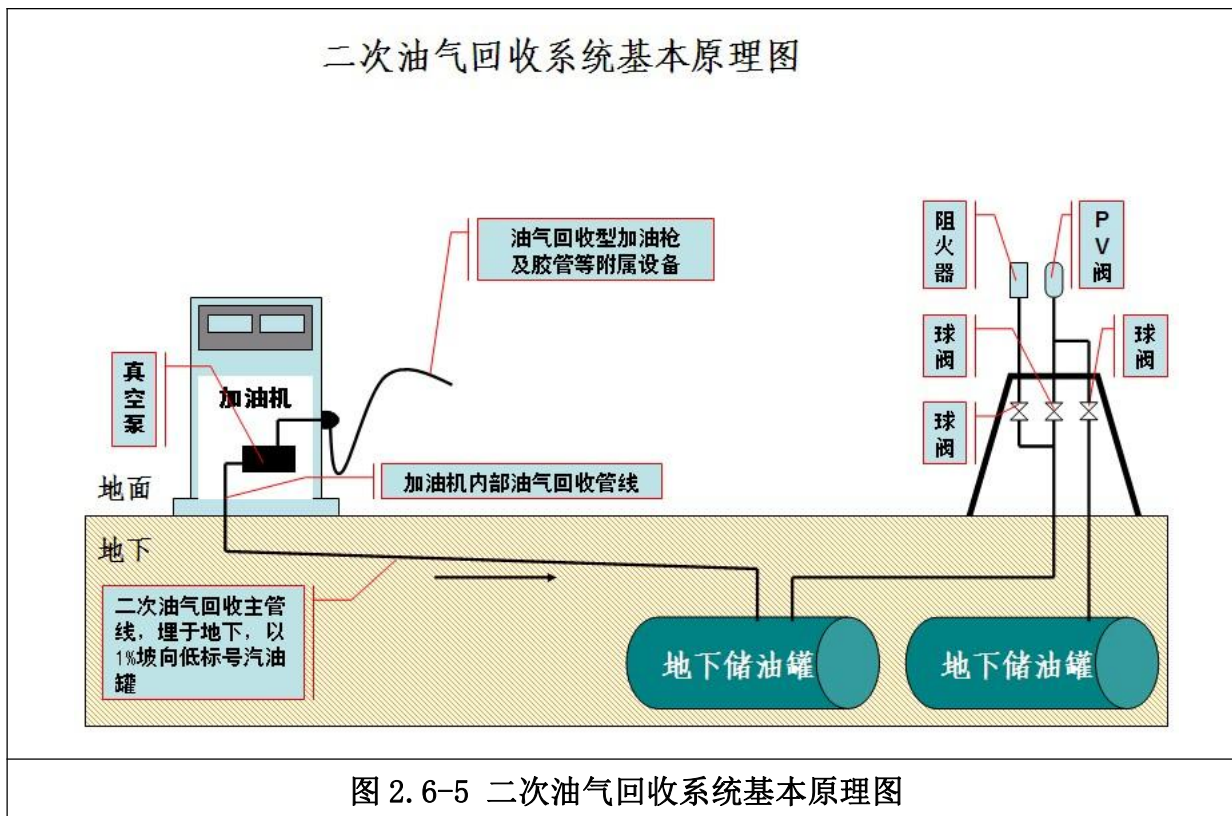 二次油气回收系统基本原理图
油气回收型加油枪
及胶管等附属设备
阻
火
器
P
V
阀
球
阀
球
阀
球
阀
真
空
泵
加油机
加油机内部油气回收管线
地面
地下
二次油气回收主管
线，埋于地下，以
1%坡向低标号汽油
罐
地下储油罐
地下储油罐
图 2.6-5 二次油气回收系统基本原理图